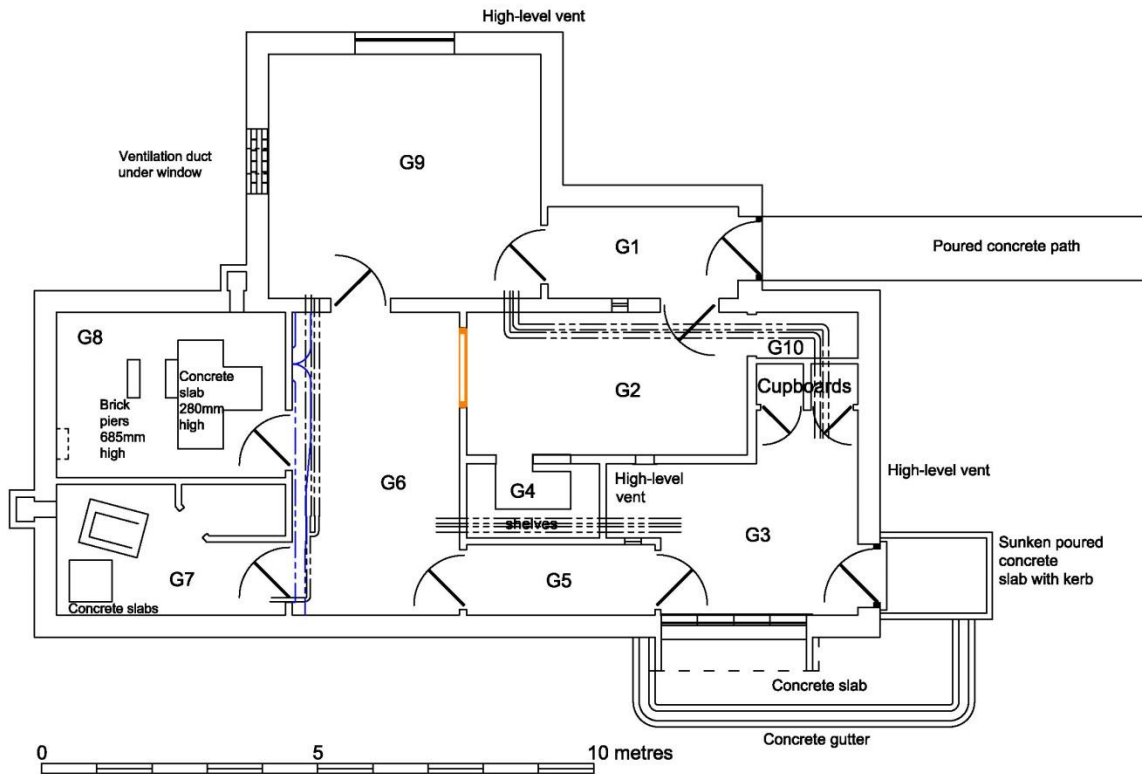 High-level vent
Ventilation duct
under window
G9
G1
Poured concrete path
G8
G10
Concrete
slab
280mm
high
Brick
piers
685mm
high
G2
Cupboards
G6
G4
High-level
vent
High-level vent
shelves
G3
Sunken poured
concrete
slab with kerb
G7
G5
Concrete slabs
Concrete slab
Concrete gutter
0
5
10 metres